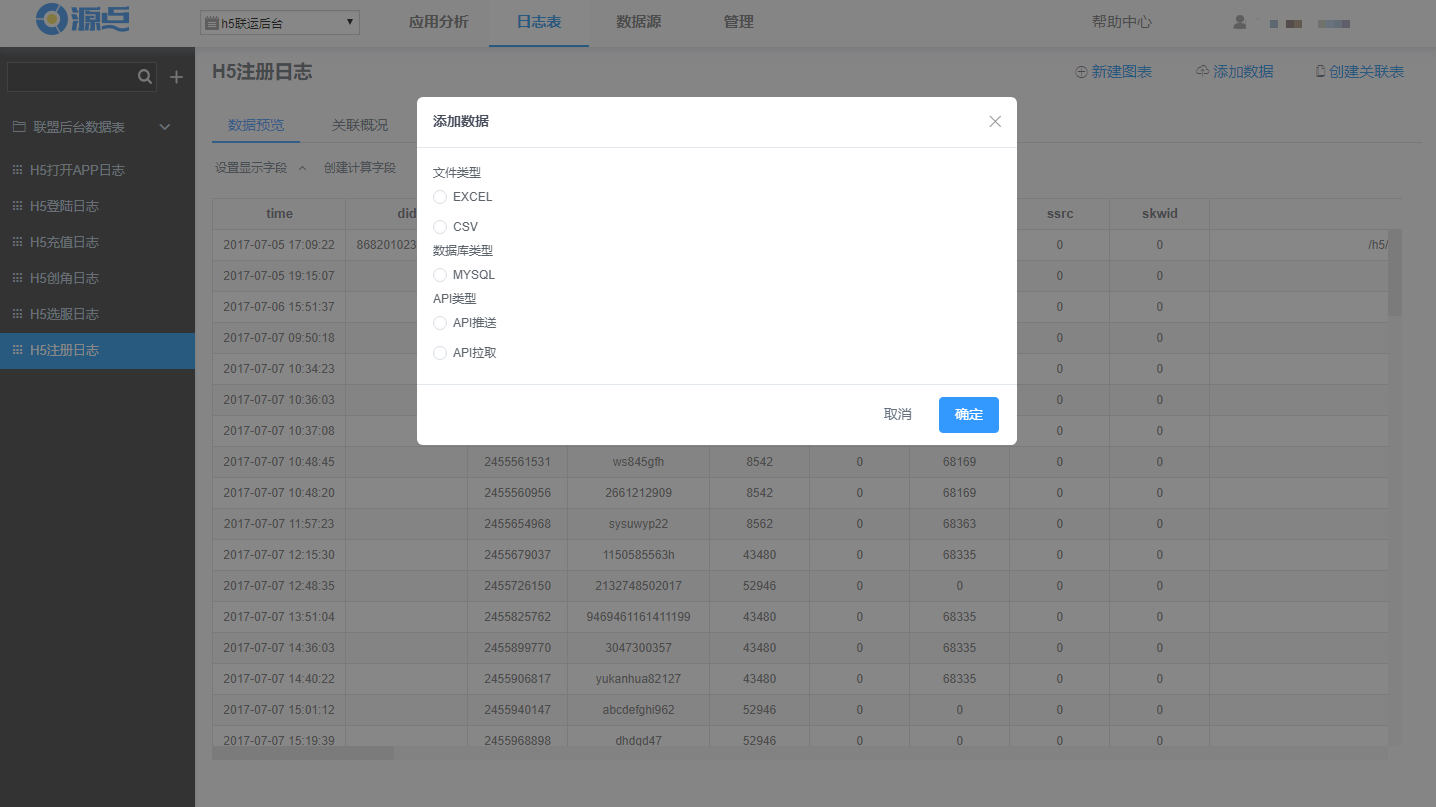 源点
h5联运后台 应用分析 日志表 数据源 管理 帮助中心
H5注册日志 新建图表 添加数据 创建关联表
联盟后台数据表
H5打开APP日志
H5登陆日志
H5充值日志
H5创角日志
H5选服日志
H5注册日志
数据预览 关联概况
设置显示字段 创建计算字段
添加数据
文件类型
EXCEL
CSV
数据库类型
MYSQL
API类型
API推送
API拉取
取消 确定
time did ssrc skwid
2017-07-05 17:09:22 868201023 0 0 /h5/
2017-07-05 19:15:07 0 0
2017-07-06 15:51:37 0 0
2017-07-07 09:50:18 0 0
2017-07-07 10:34:23 0 0
2017-07-07 10:36:03 0 0
2017-07-07 10:37:08 0 0
2017-07-07 10:48:45 2455561531 ws845gfh 8542 0 68169 0 0
2017-07-07 10:48:20 2455560956 2661212909 8542 0 68169 0 0
2017-07-07 11:57:23 2455654968 sysuwyp22 8562 0 68363 0 0
2017-07-07 12:15:30 2455679037 1150585563h 43480 0 68335 0 0
2017-07-07 12:48:35 2455726150 2132748502017 52946 0 0 0 0
2017-07-07 13:51:04 2455825762 9469461161411199 43480 0 68335 0 0
2017-07-07 14:36:03 2455899770 3047300357 43480 0 68335 0 0
2017-07-07 14:40:22 2455906817 yukanhua82127 43480 0 68335 0 0
2017-07-07 15:01:12 2455940147 abcdefghi962 52946 0 0 0 0
2017-07-07 15:19:39 2455968898 dhdgd47 52946 0 0 0 0